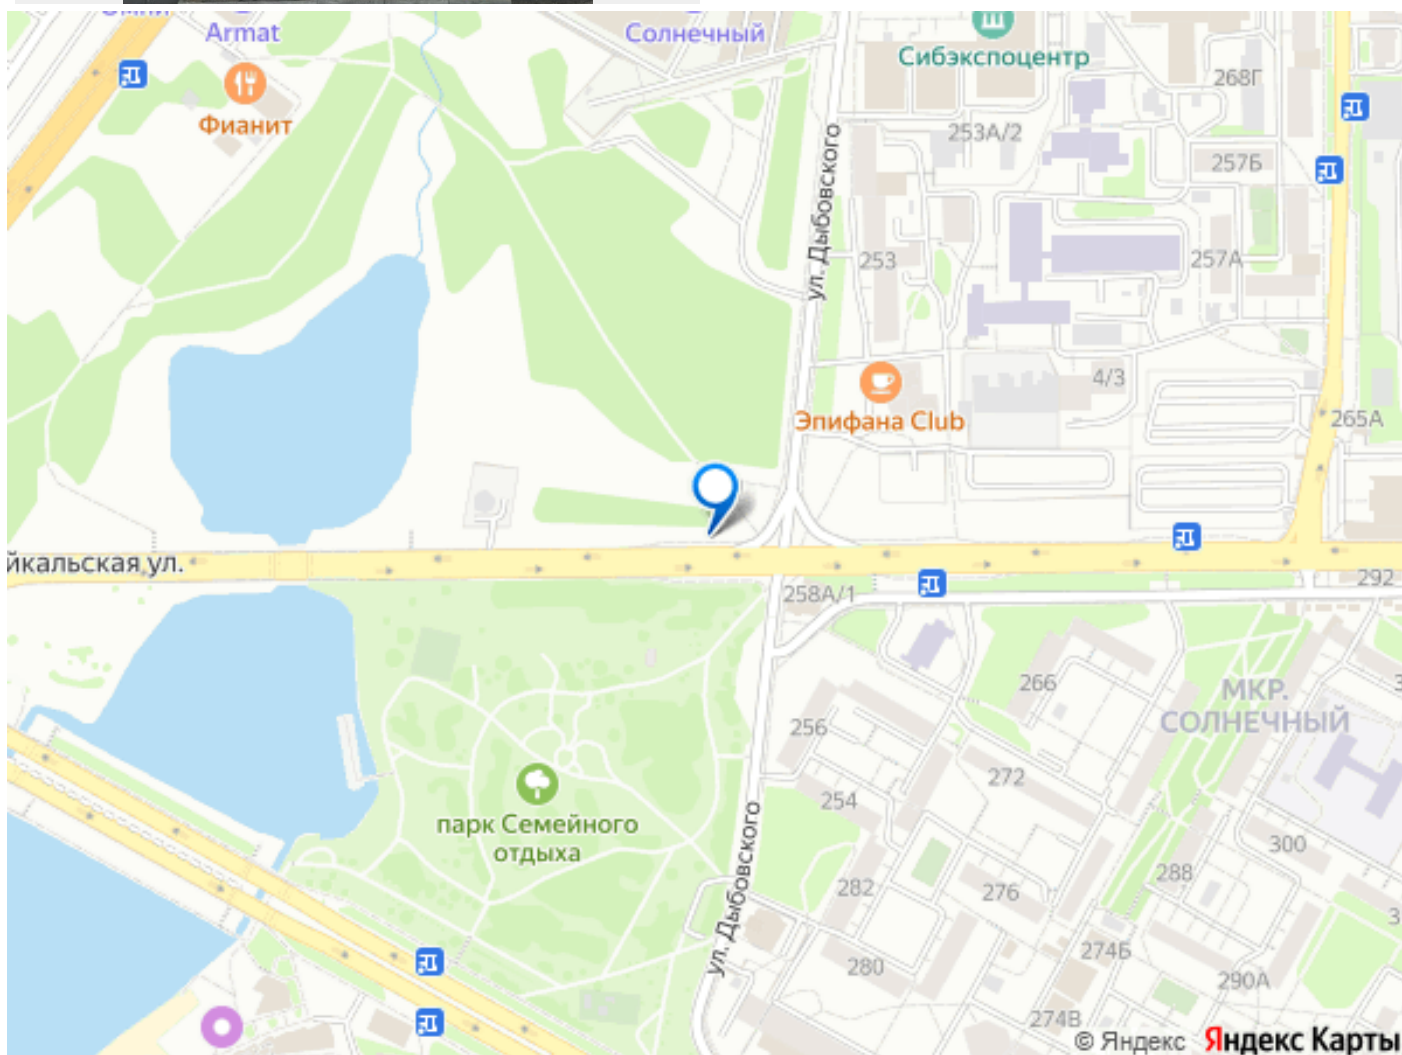 Armat
Солнечный
Сибэкспоцентр
268Г
Фианит
253А/2
257Б
ул. Дыбовского
253
257А
4/3
Эпифана Club
265А
йкальская ул.
258А/1
292
266
МКР.
СОЛНЕЧНЫЙ
256
272
254
парк Семейного
отдыха
300
288
282
276
ул. Дыбовского
274Б
280
290А
274В
© Яндекс Яндекс Карты